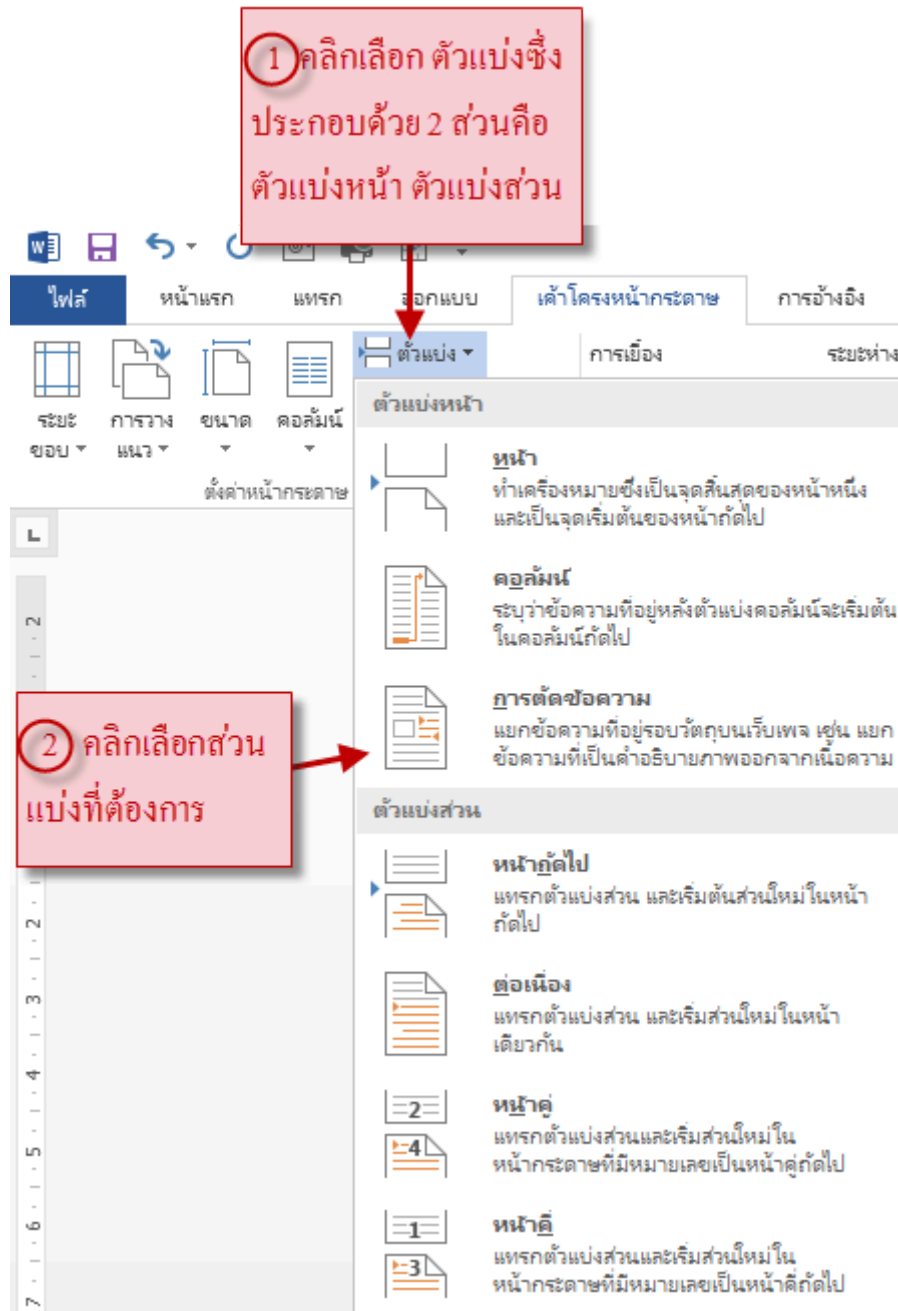 1 คลิกเลือก ตัวแบ่งซึ่ง
ประกอบด้วย 2 ส่วนคือ
ตัวแบ่งหน้า ตัวแบ่งส่วน
ไฟล์ หน้าแรก แทรก ออกแบบ เค้าโครงหน้ากระดาษ การอ้างอิง
ตัวแบ่ง การเยื้อง ระยะห่าง
ระยะ การวาง ขนาด คอลัมน์
ขอบ แนว
ตั้งค่าหน้ากระดาษ
ตัวแบ่งหน้า
หน้า
ทำเครื่องหมายซึ่งเป็นจุดสิ้นสุดของหน้าหนึ่ง
และเป็นจุดเริ่มต้นของหน้าถัดไป
L
คอลัมน์
ระบุว่าข้อความที่อยู่หลังตัวแบ่งคอลัมน์จะเริ่มต้น
ในคอลัมน์ถัดไป
2
การตัดข้อความ
แยกข้อความที่อยู่รอบวัตถุบนเว็บเพจ เช่น แยก
ข้อความที่เป็นคำอธิบายภาพออกจากเนื้อความ
2 คลิกเลือกส่วน
แบ่งที่ต้องการ
ตัวแบ่งส่วน
หน้าถัดไป
แทรกตัวแบ่งส่วน และเริ่มต้นส่วนใหม่ในหน้า
ถัดไป
2
ต่อเนื่อง
แทรกตัวแบ่งส่วน และเริ่มส่วนใหม่ในหน้า
เดียวกัน
3
4
2
4
หน้าคู่
แทรกตัวแบ่งส่วนและเริ่มส่วนใหม่ใน
หน้ากระดาษที่มีหมายเลขเป็นหน้าคู่ถัดไป
5
6
1
3
หน้าคี่
แทรกตัวแบ่งส่วนและเริ่มส่วนใหม่ใน
หน้ากระดาษที่มีหมายเลขเป็นหน้าคี่ถัดไป
7